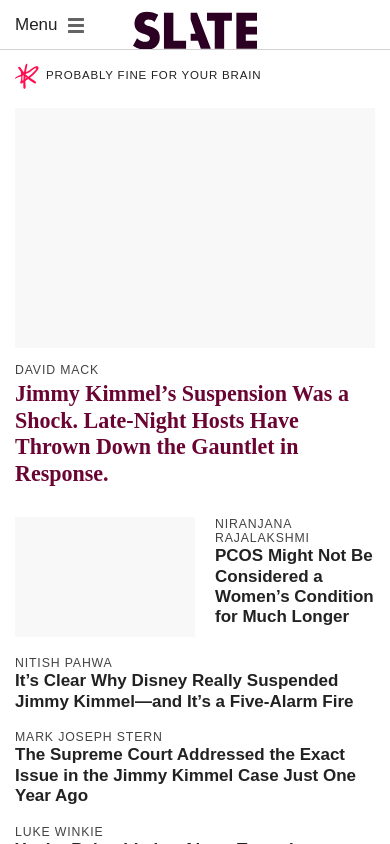 Menu
SLATE
PROBABLY FINE FOR YOUR BRAIN
DAVID MACK
Jimmy Kimmel’s Suspension Was a
Shock. Late-Night Hosts Have
Thrown Down the Gauntlet in
Response.
NIRANJANA
RAJALAKSHMI
PCOS Might Not Be
Considered a
Women’s Condition
for Much Longer
NITISH PAHWA
It’s Clear Why Disney Really Suspended
Jimmy Kimmel—and It’s a Five-Alarm Fire
MARK JOSEPH STERN
The Supreme Court Addressed the Exact
Issue in the Jimmy Kimmel Case Just One
Year Ago
LUKE WINKIE